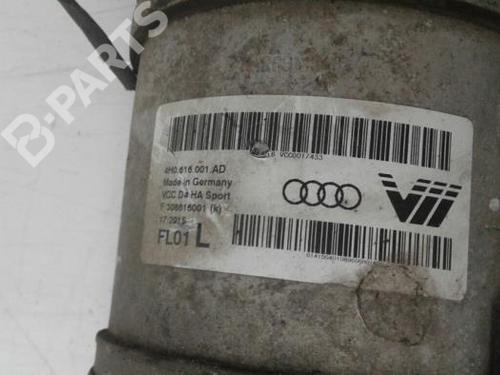 B-PARTS
VCC0017433
4H0.616.001.AD
Made in Germany
VCC D4 HA Sport
(k)
17/2015
FL01 L